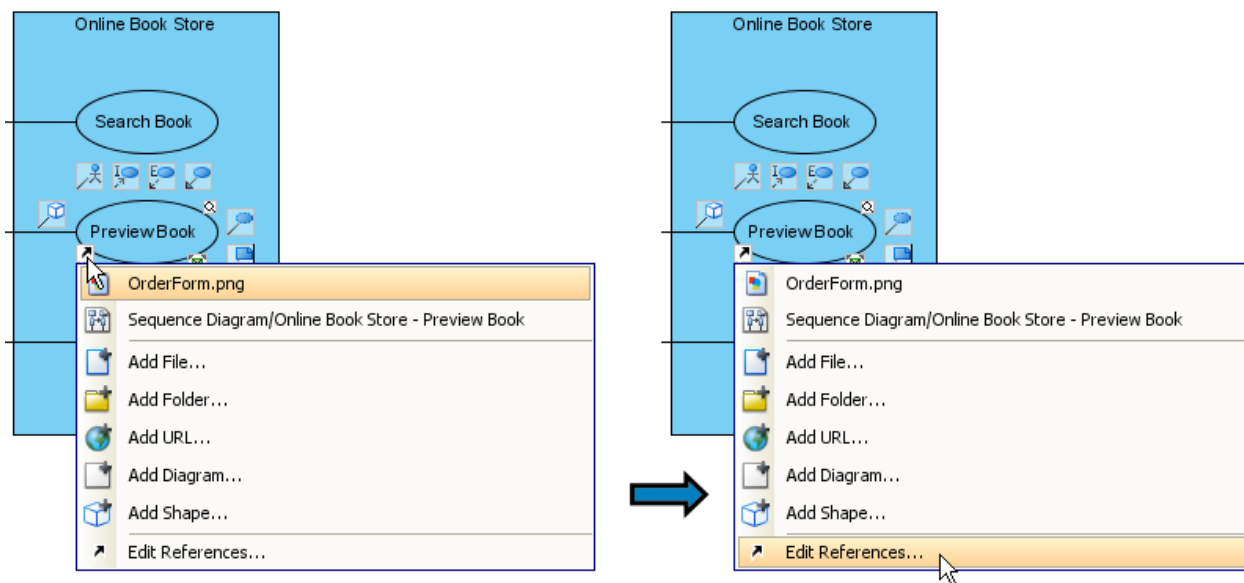 Online Book Store
Search Book
I
E
Preview Book
OrderForm.png
Sequence Diagram/Online Book Store - Preview Book
Add File...
Add Folder...
Add URL...
Add Diagram...
Add Shape...
Edit References...
Online Book Store
Search Book
I
E
Preview Book
OrderForm.png
Sequence Diagram/Online Book Store - Preview Book
Add File...
Add Folder...
Add URL...
Add Diagram...
Add Shape...
Edit References...